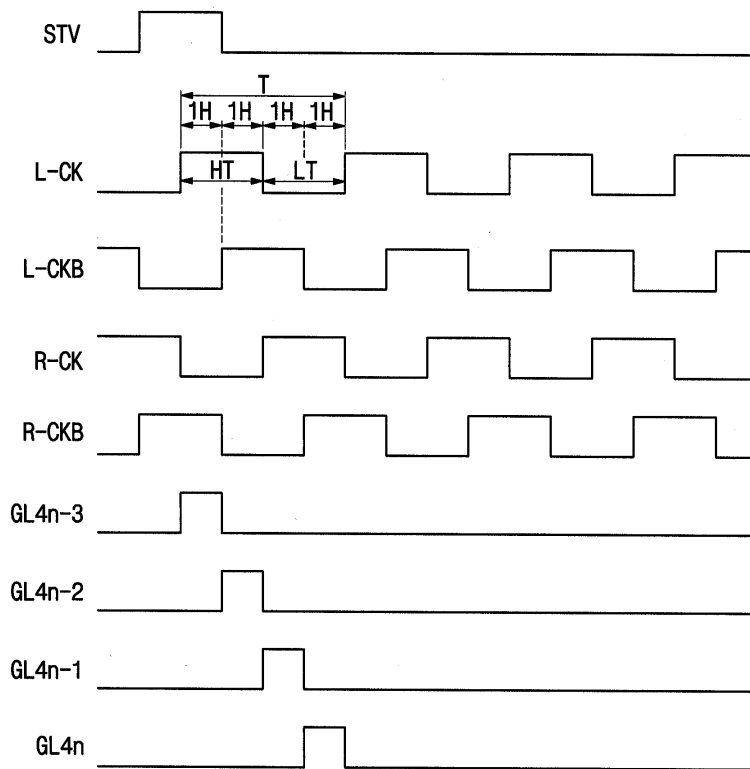 STV
T
1H 1H 1H 1H
L-CK
HT LT
L-CKB
R-CK
R-CKB
GL4n-3
GL4n-2
GL4n-1
GL4n